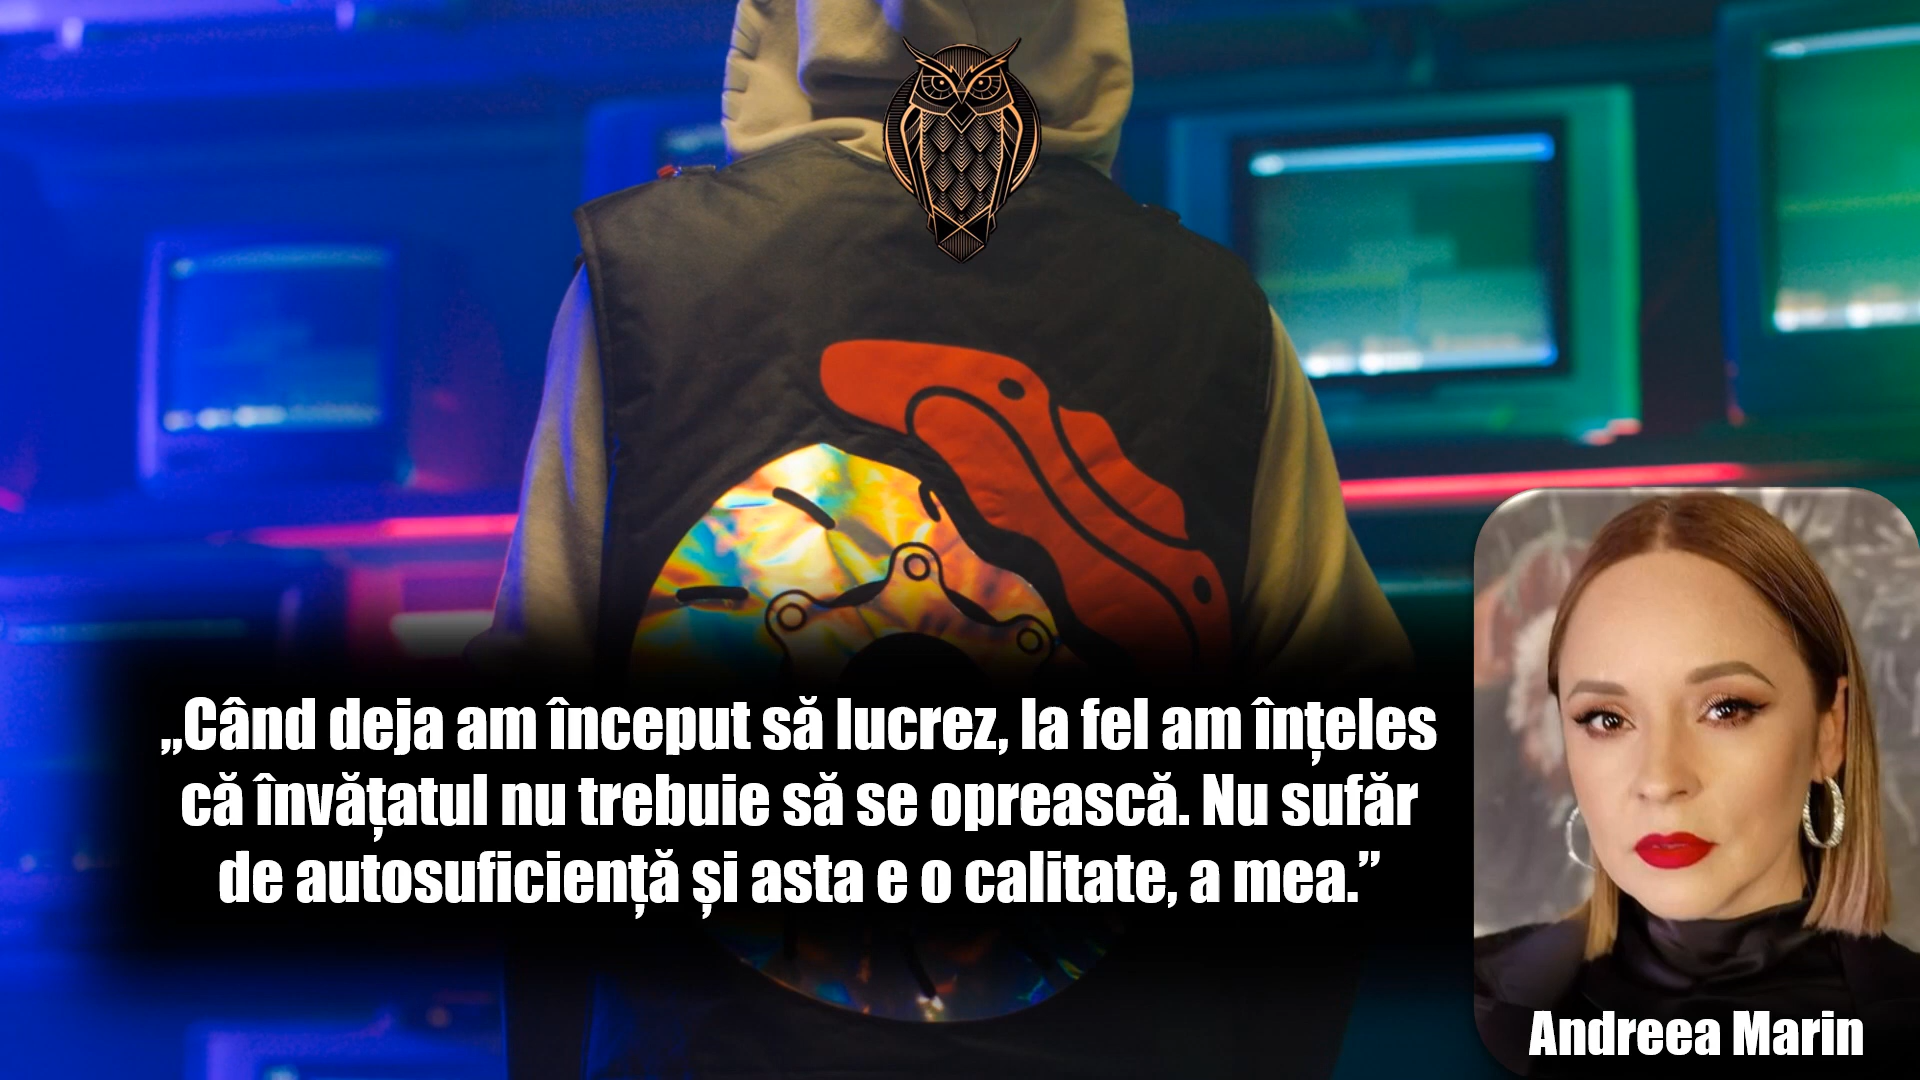 „Când deja am început să lucrez, la fel am înțeles
că învățatul nu trebuie să se oprească. Nu sufăr
de autosuficiență și asta e o calitate, a mea.”
Andreea Marin